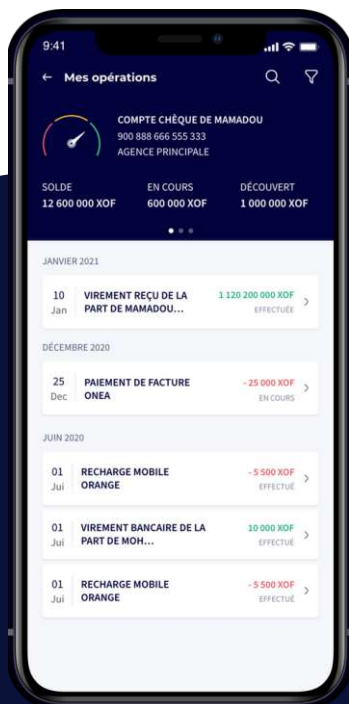 9:41
← Mes opérations
COMPTE CHÈQUE DE MAMADOU
900 888 666 555 333
AGENCE PRINCIPALE
SOLDE EN COURS DÉCOUVERT
12 600 000 XOF 600 000 XOF 1 000 000 XOF
JANVIER 2021
10 VIREMENT REÇU DE LA 1 120 200 000 XOF
Jan PART DE MAMADOU... EFFECTUÉE
DÉCEMBRE 2020
25 PAIEMENT DE FACTURE - 25 000 XOF
Dec ONEA EN COURS
JUIN 2020
01 RECHARGE MOBILE - 5 500 XOF
Jui ORANGE EFFECTUÉ
01 VIREMENT BANCAIRE DE LA 10 000 XOF
Jui PART DE MOH... EFFECTUÉ
01 RECHARGE MOBILE - 5 500 XOF
Jui ORANGE EFFECTUÉ